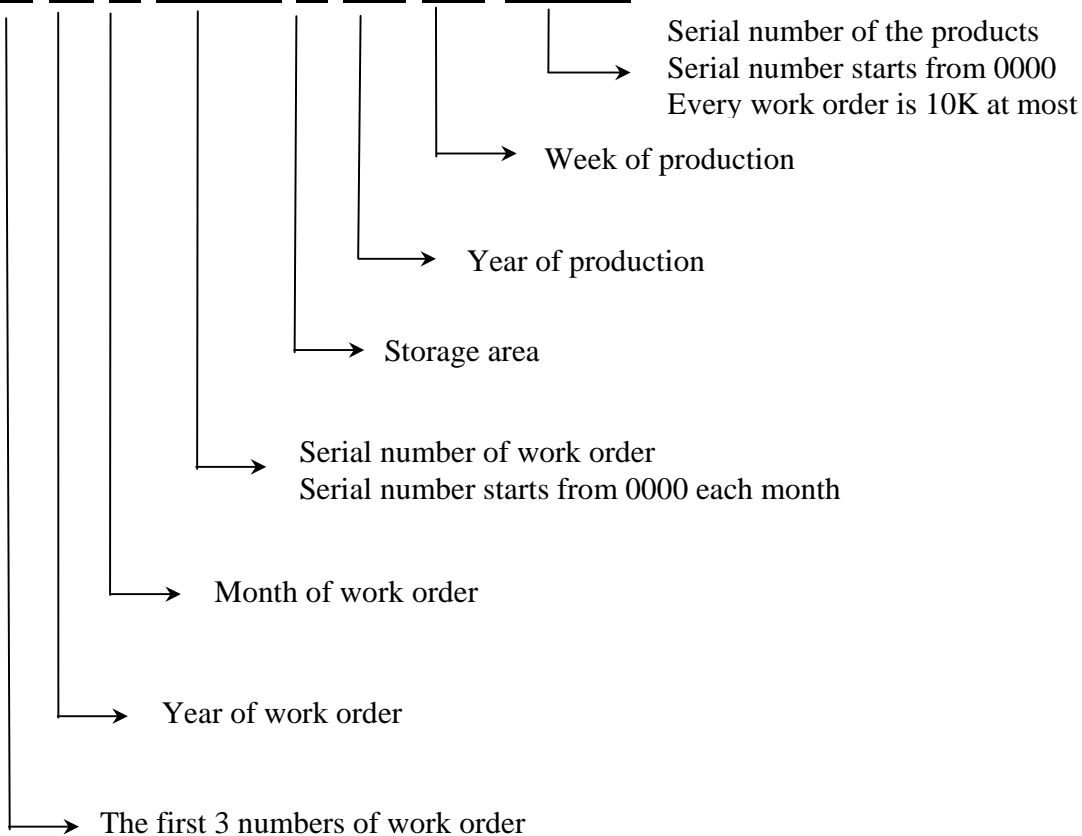 Serial number of the products
Serial number starts from 0000
Every work order is 10K at most
Week of production
Year of production
Storage area
Serial number of work order
Serial number starts from 0000 each month
Month of work order
Year of work order
The first 3 numbers of work order